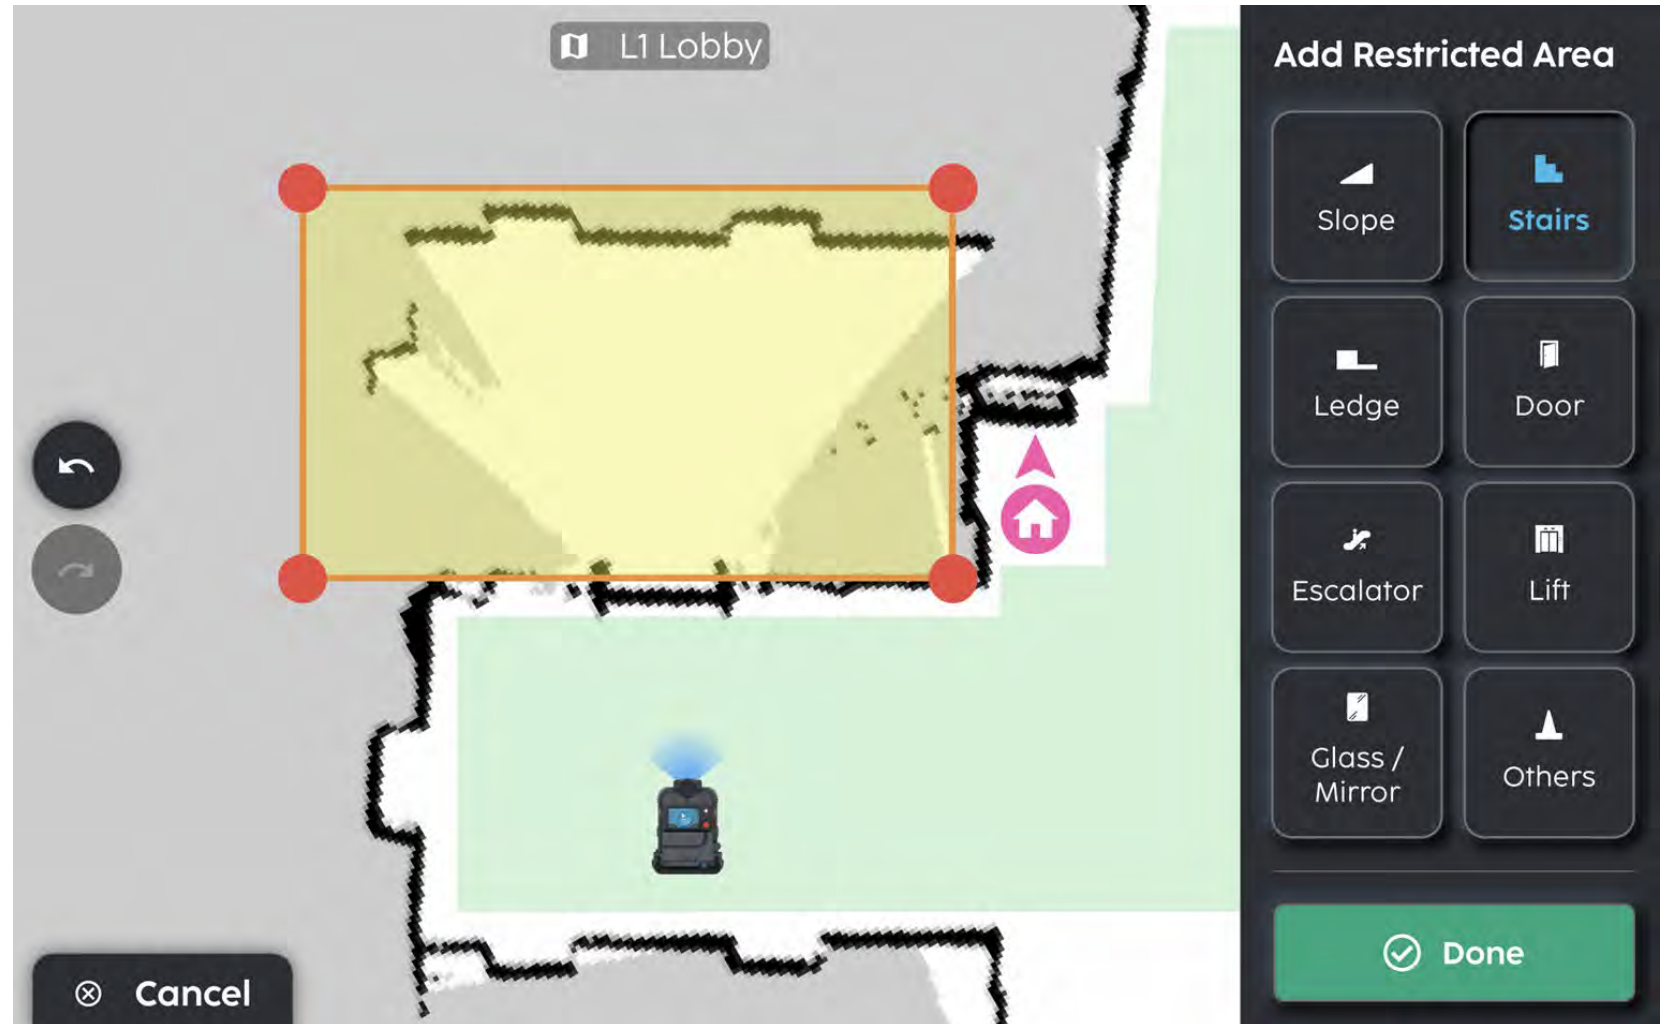 L1 Lobby
Add Restricted Area
Slope
Stairs
Ledge
Door
Escalator
Lift
Glass /
Mirror
Others
Cancel
Done